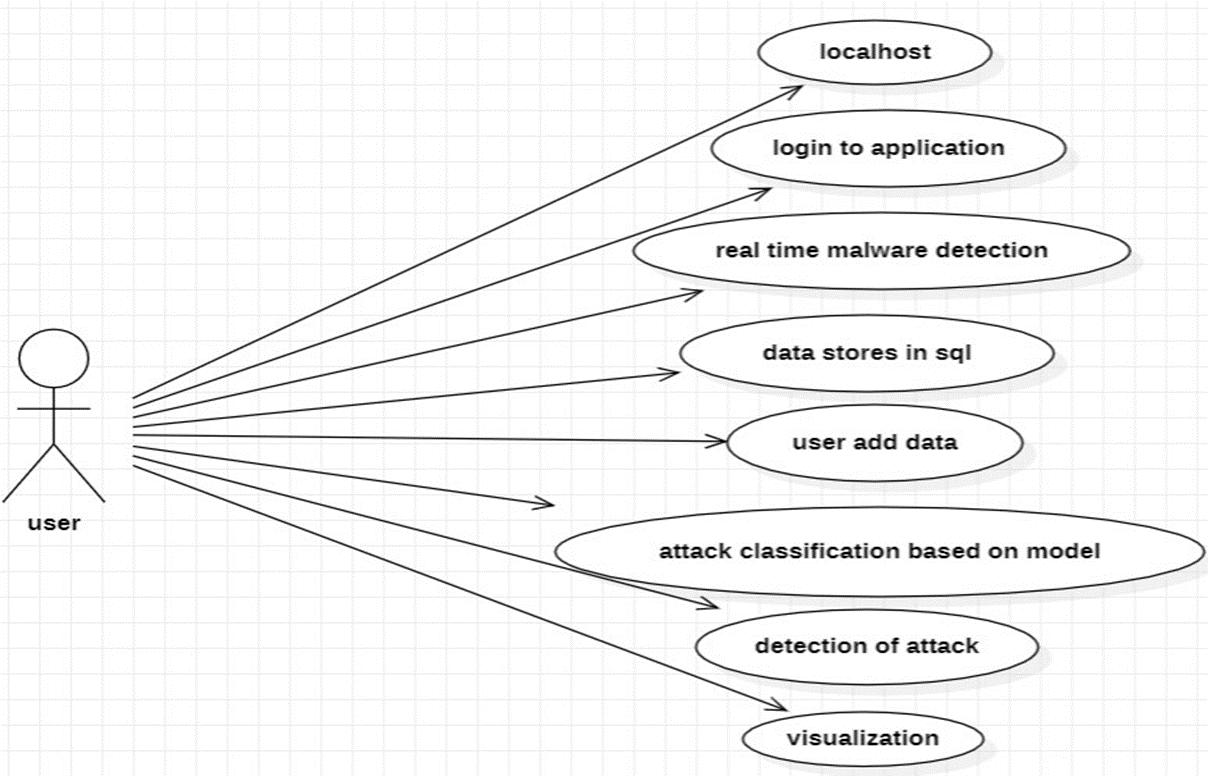 localhost
login to application
real time malware detection
data stores in sql
user add data
user
attack classification based on model
detection of attack
visualization